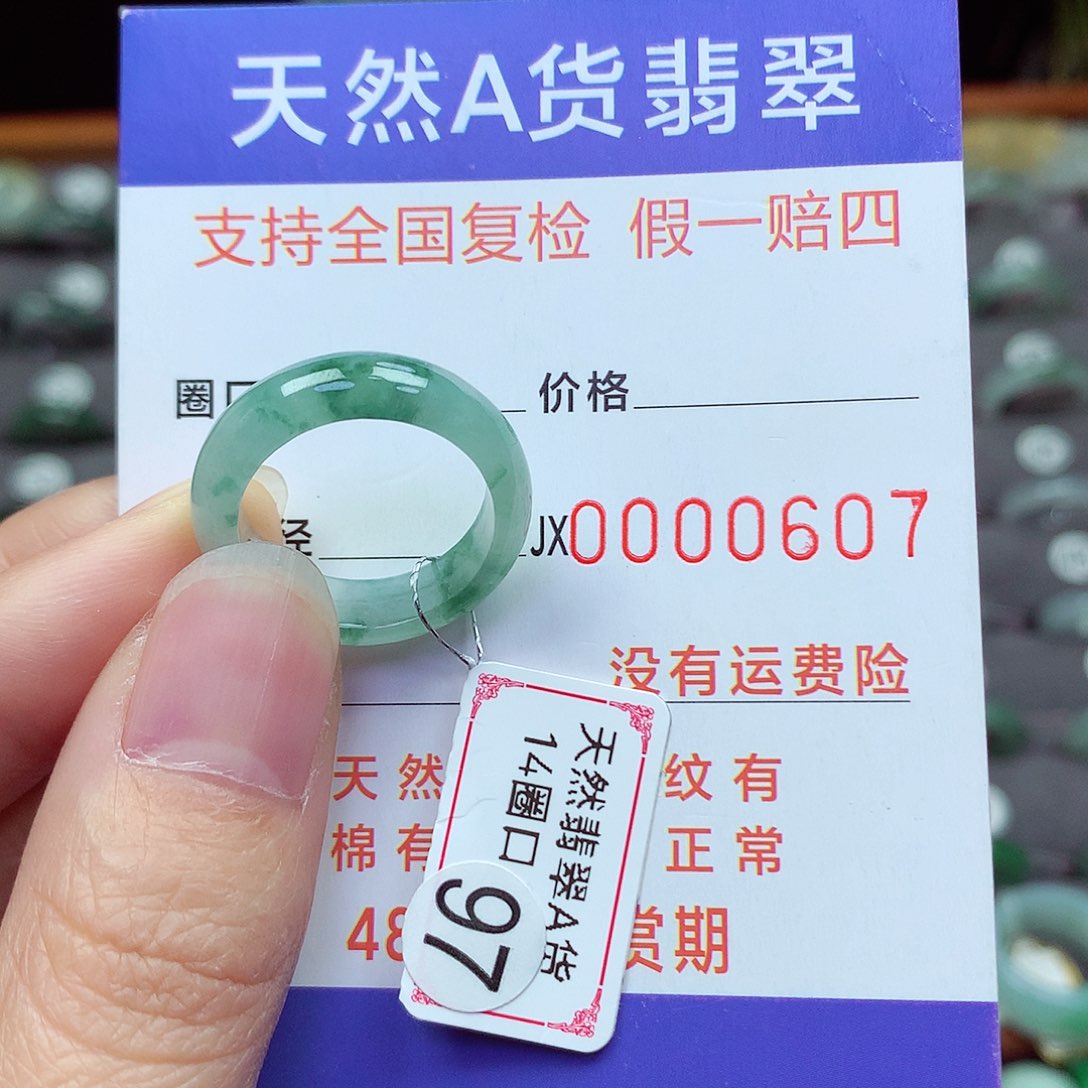 天然A货翡翠
支持全国复检 假一赔四
圈口 价格
径 JX0000607
没有运费险
天然 纹有
棉有 正常
48 赏期
天然翡翠A货
14圈口
97